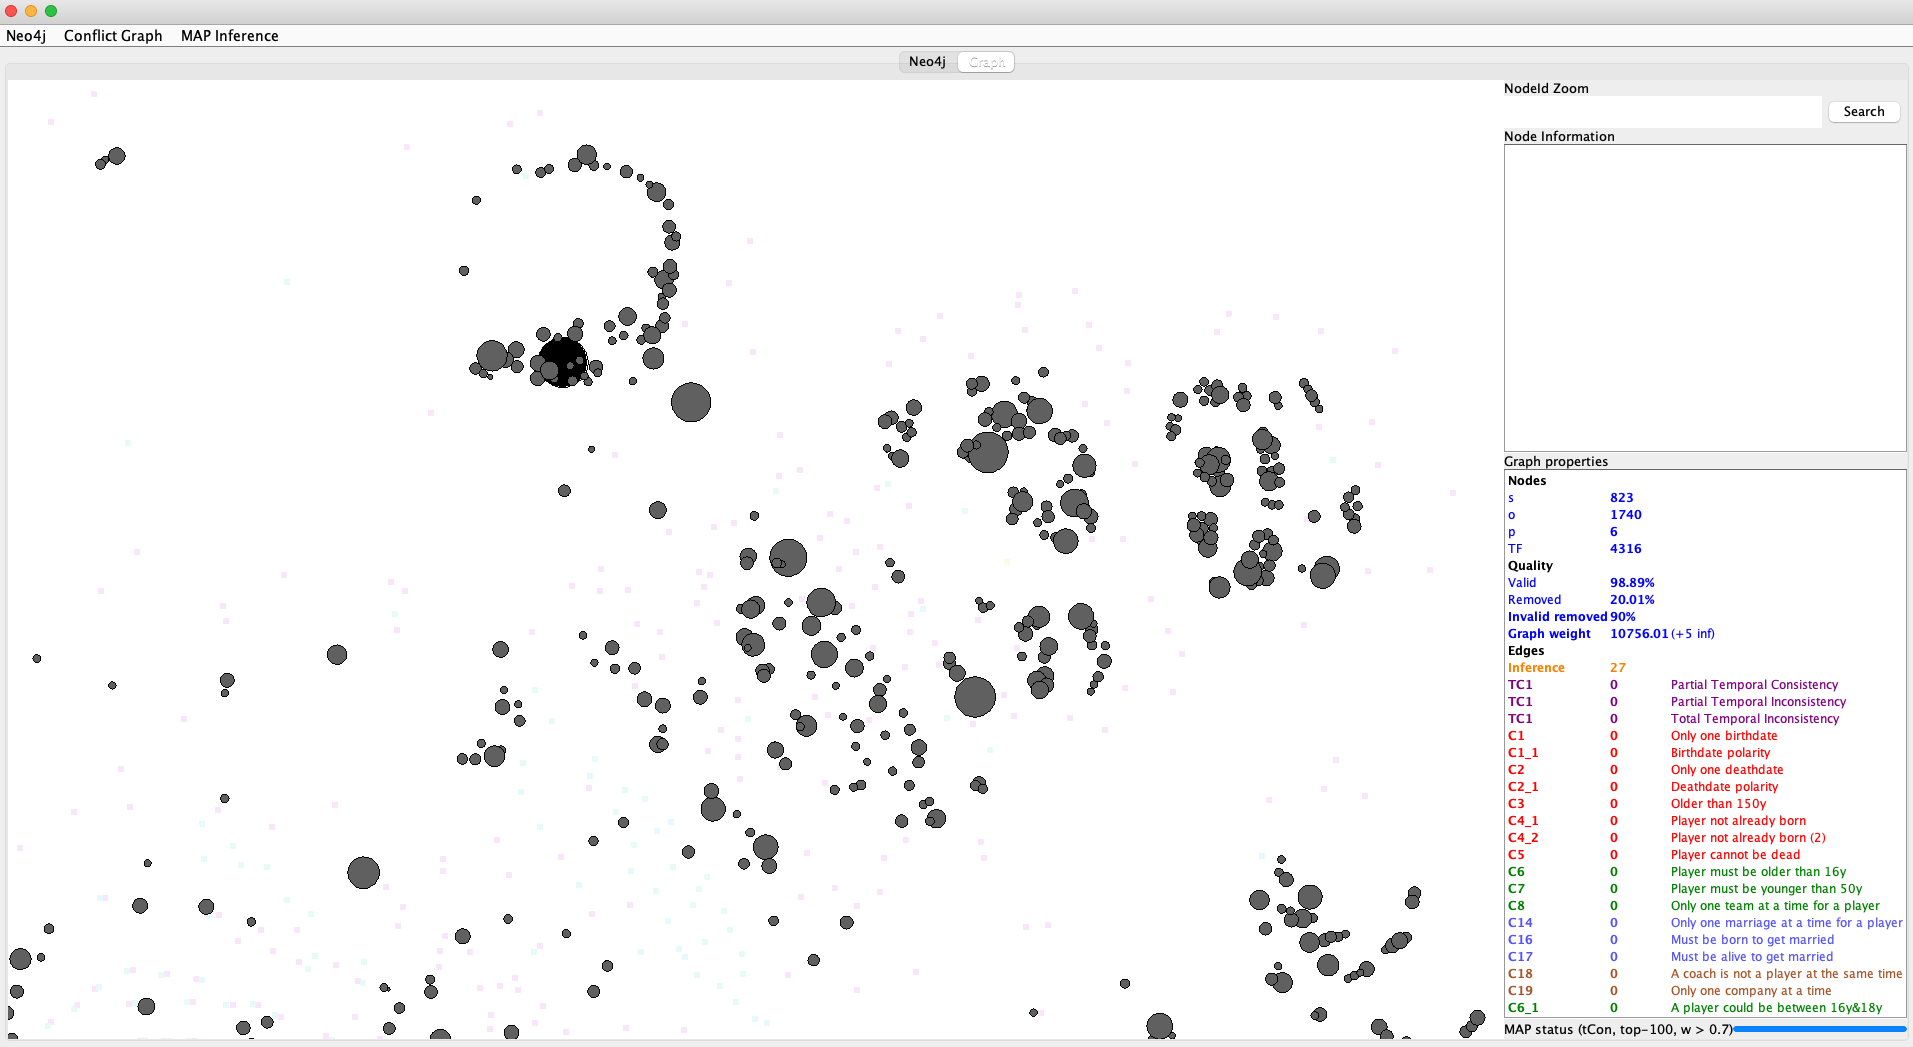 Neo4j Conflict Graph MAP Inference
Neo4j Graph
NodeId Zoom
Search
Node Information
Graph properties
Nodes
s 823
o 1740
p 6
TF 4316
Quality
Valid 98.89%
Removed 20.01%
Invalid removed 90%
Graph weight 10756.01 (+5 inf)
Edges
Inference 27
TC1 0 Partial Temporal Consistency
TC1 0 Partial Temporal Inconsistency
TC1 0 Total Temporal Inconsistency
C1 0 Only one birthdate
C1_1 0 Birthdate polarity
C2 0 Only one deathdate
C2_1 0 Deathdate polarity
C3 0 Older than 150y
C4_1 0 Player not already born
C4_2 0 Player not already born (2)
C5 0 Player cannot be dead
C6 0 Player must be older than 16y
C7 0 Player must be younger than 50y
C8 0 Only one team at a time for a player
C14 0 Only one marriage at a time for a player
C16 0 Must be born to get married
C17 0 Must be alive to get married
C18 0 A coach is not a player at the same time
C19 0 Only one company at a time
C6_1 0 A player could be between 16y&18y
MAP status (tCon, top-100, w > 0.7)